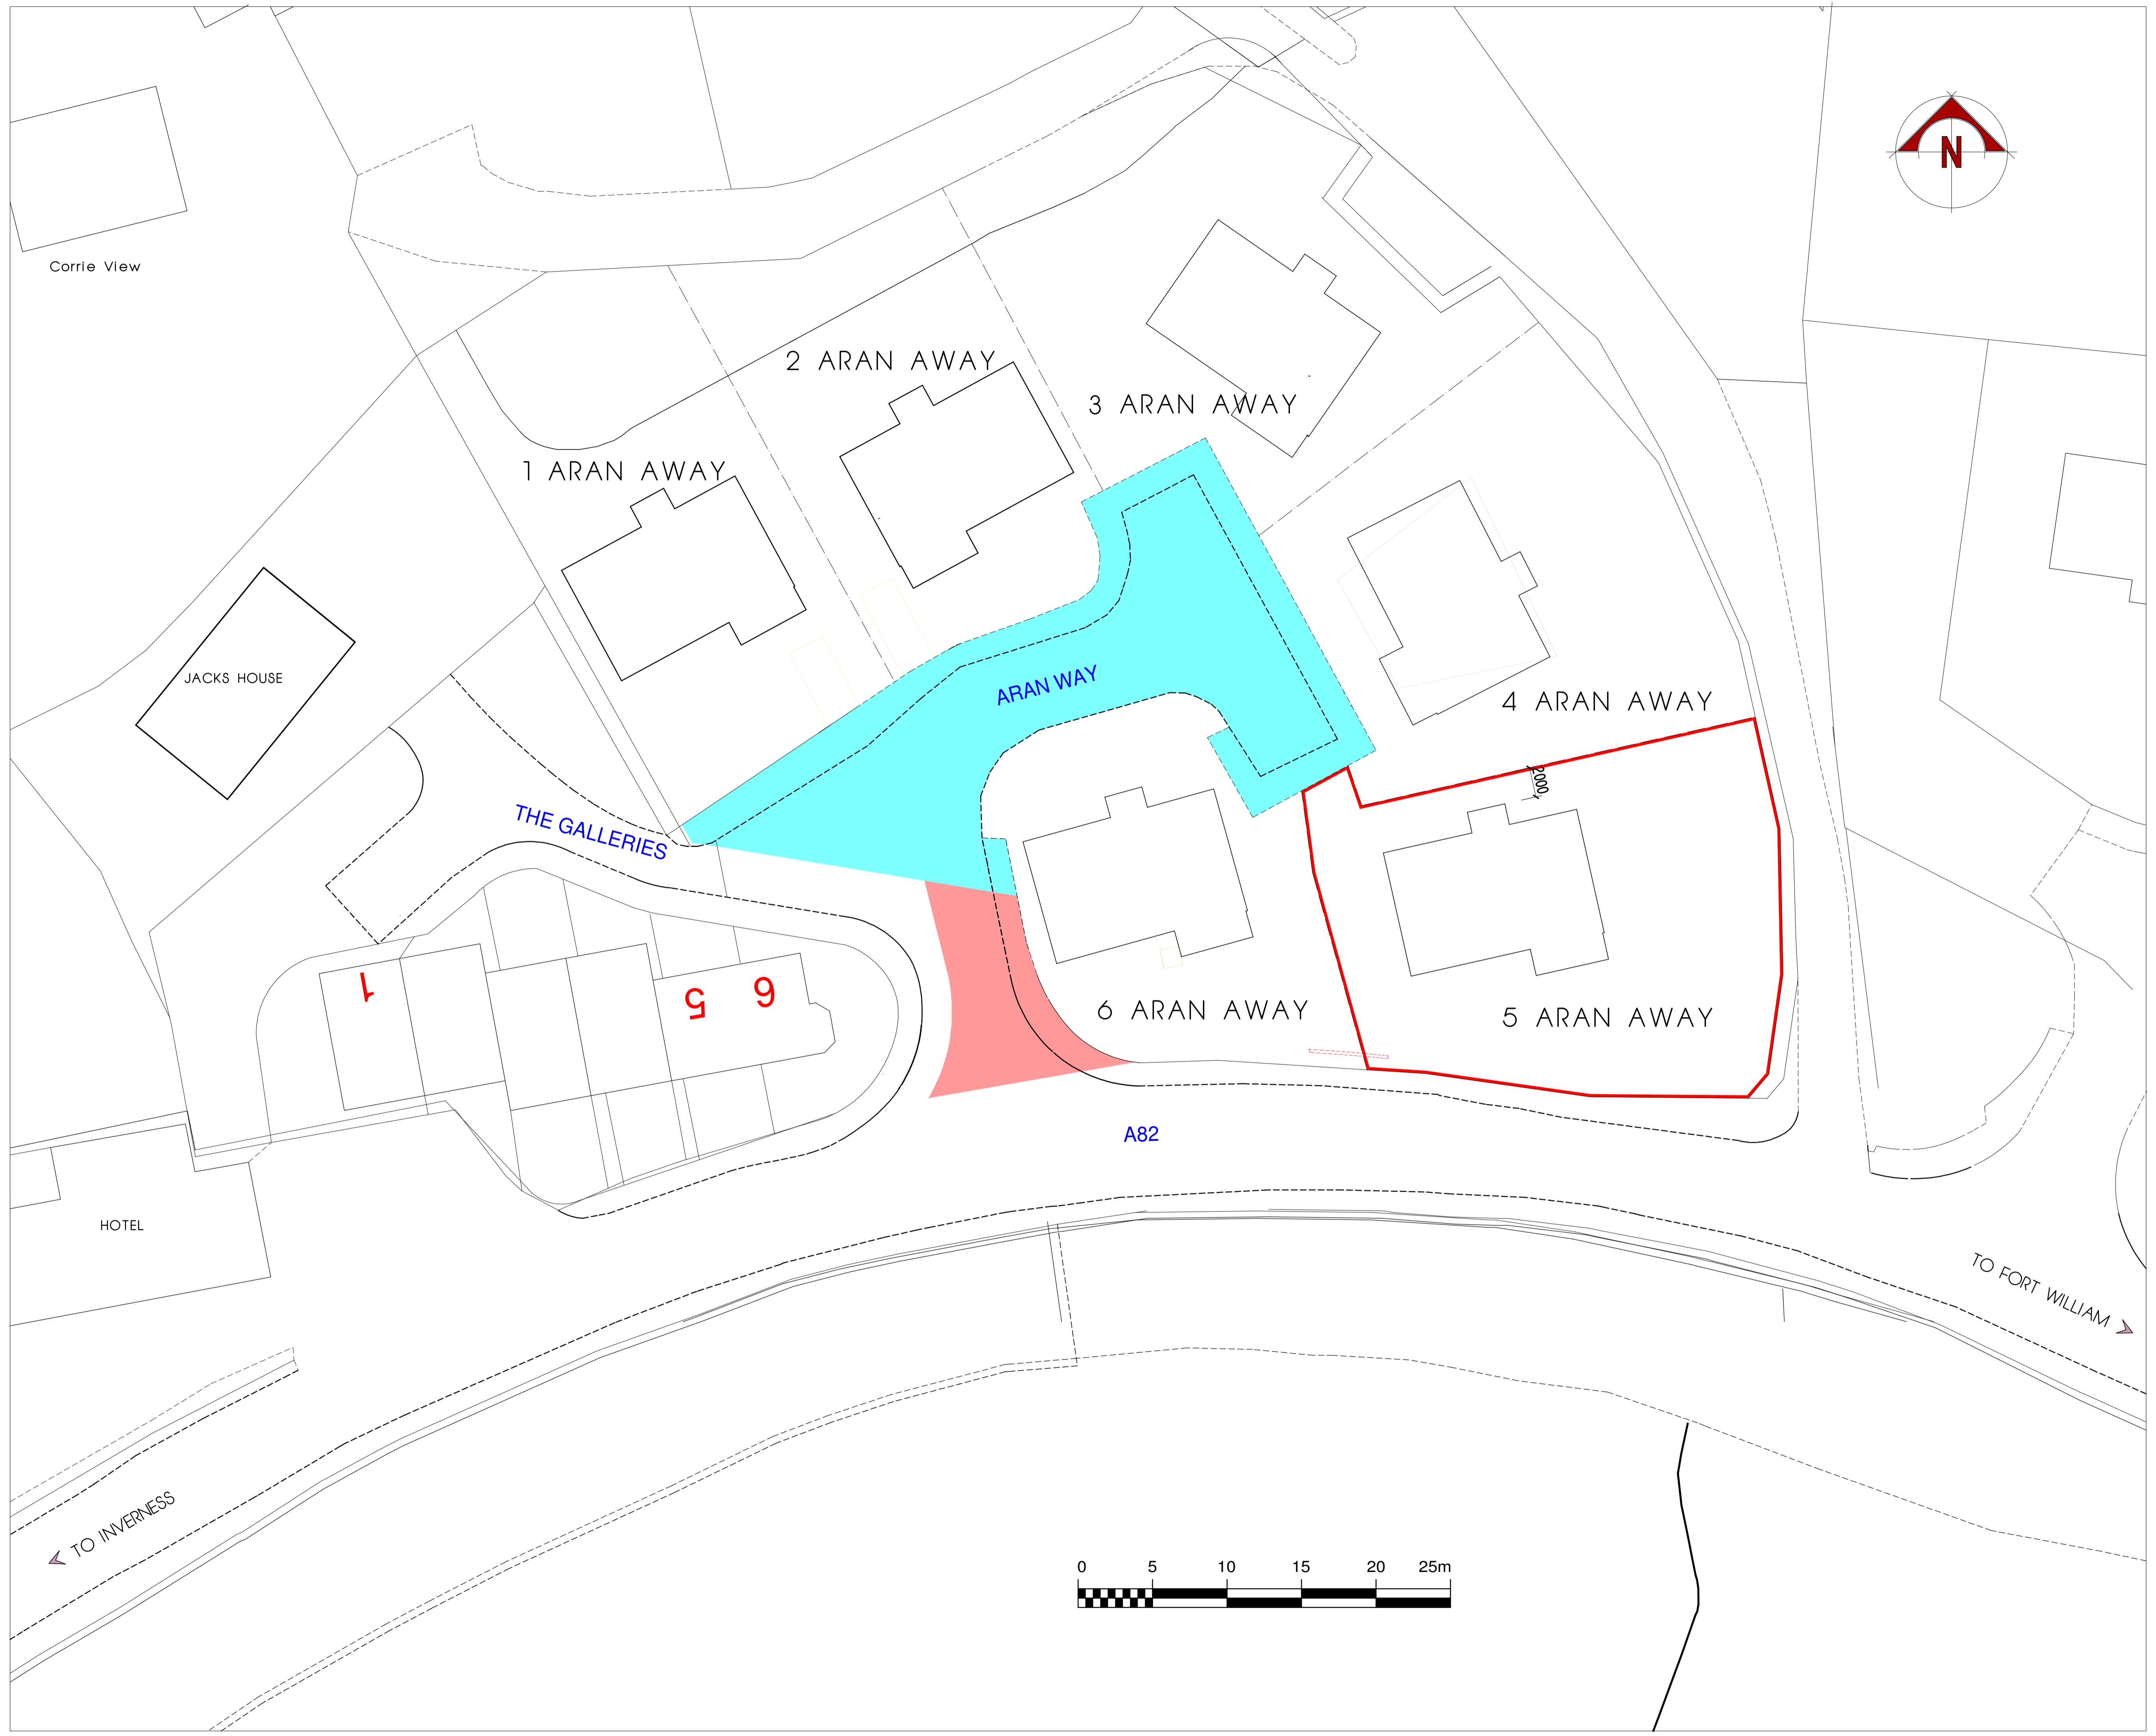 N
Corrie View
2 ARAN AWAY
3 ARAN AWAY
1 ARAN AWAY
JACKS HOUSE
ARAN WAY
4 ARAN AWAY
2000
THE GALLERIES
1
5
6
6 ARAN AWAY
5 ARAN AWAY
A82
HOTEL
TO FORT WILLIAM
TO INVERNESS
0 5 10 15 20 25m